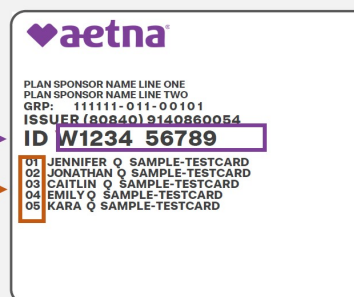 aetna®
PLAN SPONSOR NAME LINE ONE
PLAN SPONSOR NAME LINE TWO
GRP: 111111-011-00101
ISSUER (80840) 9140860054
ID W1234 56789
01 JENNIFER Q SAMPLE-TESTCARD
02 JONATHAN Q SAMPLE-TESTCARD
03 CAITLIN Q SAMPLE-TESTCARD
04 EMILY Q SAMPLE-TESTCARD
05 KARA Q SAMPLE-TESTCARD